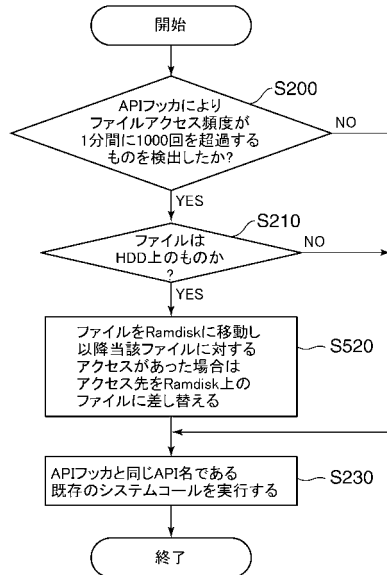 開始
S200
APIフッカにより
ファイルアクセス頻度が
1分間に1000回を超過する
ものを検出したか?
NO
YES
S210
ファイルは
HDD上のものか
?
NO
YES
S520
ファイルをRamdiskに移動し
以降当該ファイルに対する
アクセスがあった場合は
アクセス先をRamdisk上の
ファイルに差し替える
S230
APIフッカと同じAPI名である
既存のシステムコールを実行する
終了